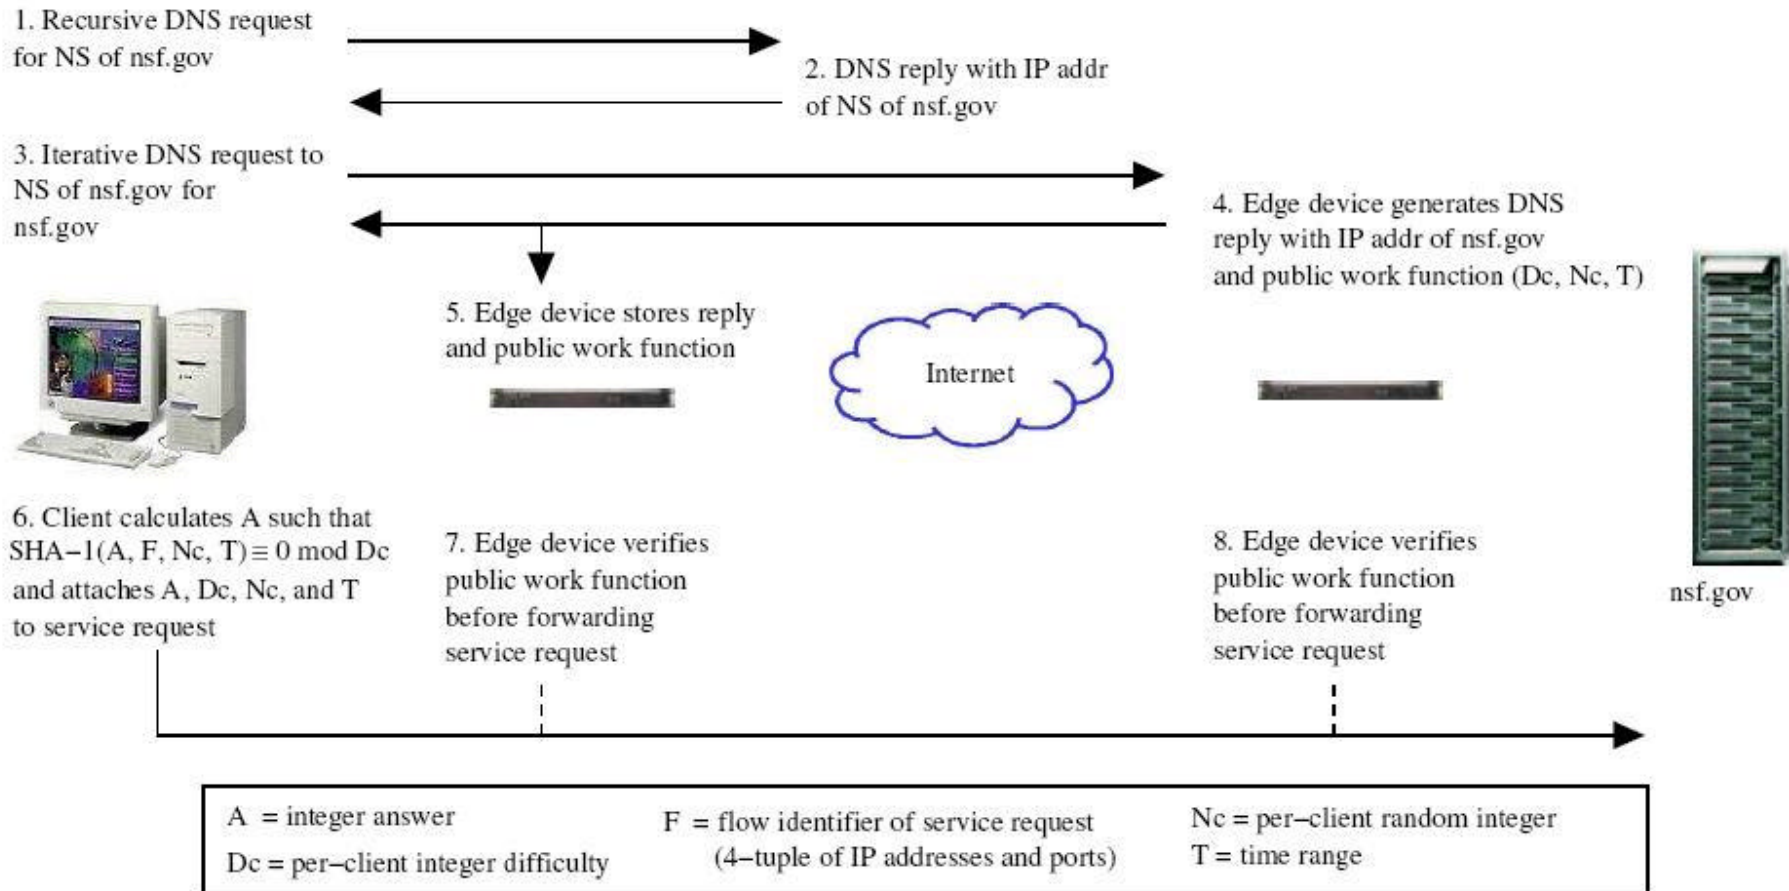 1. Recursive DNS request
for NS of nsf.gov
2. DNS reply with IP addr
of NS of nsf.gov
3. Iterative DNS request to
NS of nsf.gov for
nsf.gov
4. Edge device generates DNS
reply with IP addr of nsf.gov
and public work function (Dc, Nc, T)
5. Edge device stores reply
and public work function
Internet
6. Client calculates A such that
SHA−1(A, F, Nc, T) ≡ 0 mod Dc
and attaches A, Dc, Nc, and T
to service request
7. Edge device verifies
public work function
before forwarding
service request
8. Edge device verifies
public work function
before forwarding
service request
nsf.gov
A = integer answer
Dc = per−client integer difficulty
F = flow identifier of service request
(4−tuple of IP addresses and ports)
Nc = per−client random integer
T = time range